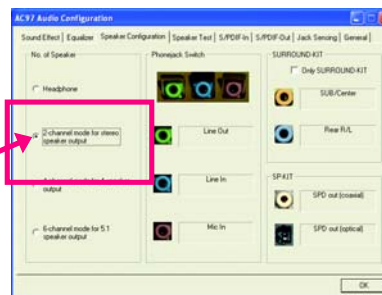 AC97 Audio Configuration
Sound Effect | Equalizer | Speaker Configuration | Speaker Test | S/PDIF-In | S/PDIF-Out | Jack Sensing | General
No. of Speaker
Phonejack Switch
SURROUND-KIT
Only SURROUND-KIT
Headphone
SUB/Center
2-channel mode for stereo
speaker output
Line Out
Rear R/L
output
Line In
SPKIT
SPD out (coaxial)
6-channel mode for 5.1
speaker output
Mic In
SPD out (optical)
OK